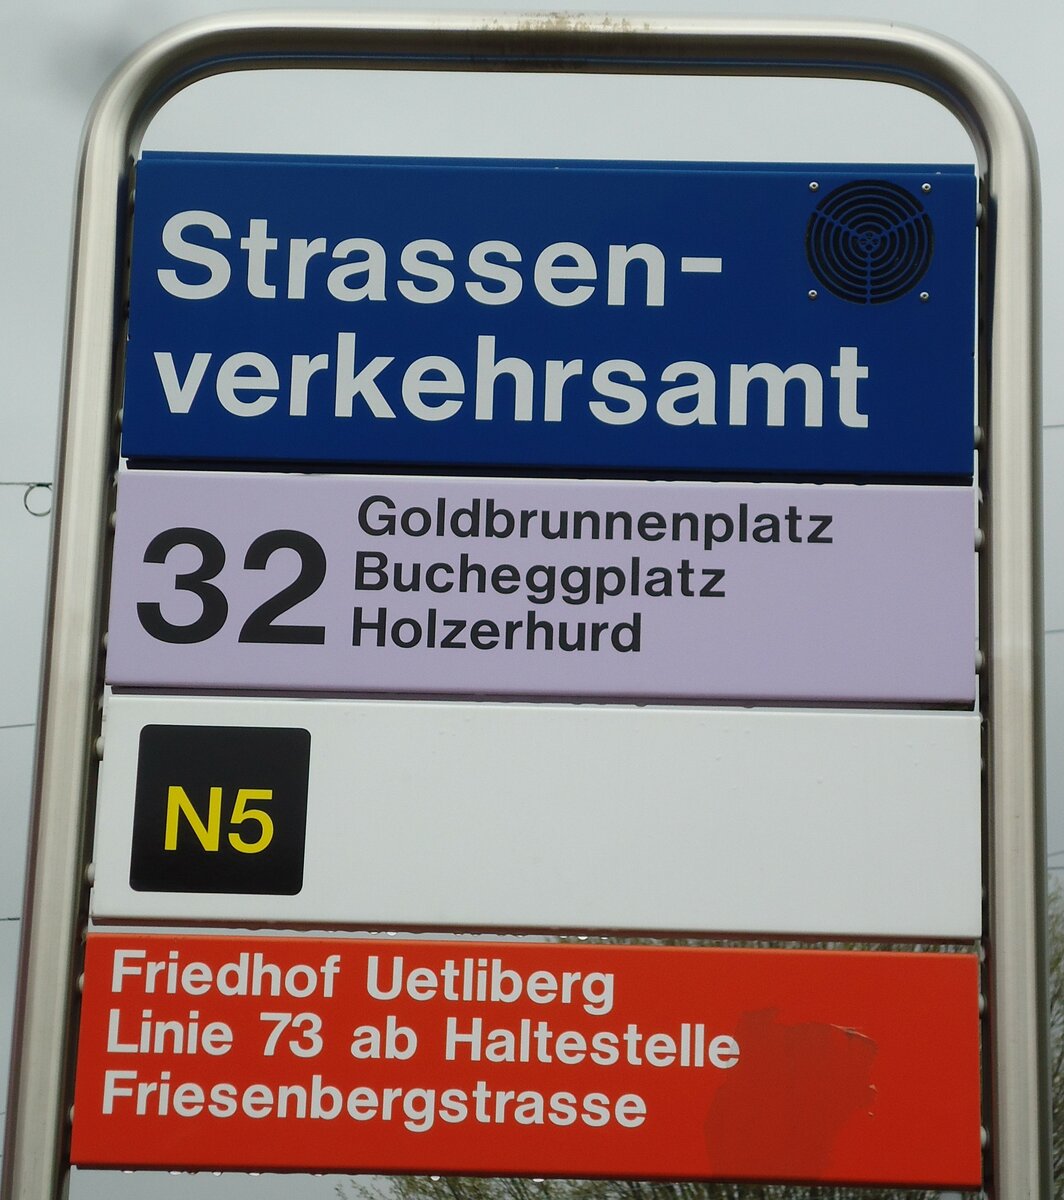 Strassen-
verkehrsamt
32
Goldbrunnenplatz
Bucheggplatz
Holzerhurd
N5
Friedhof Uetliberg
Linie 73 ab Haltestelle
Friesenbergstrasse